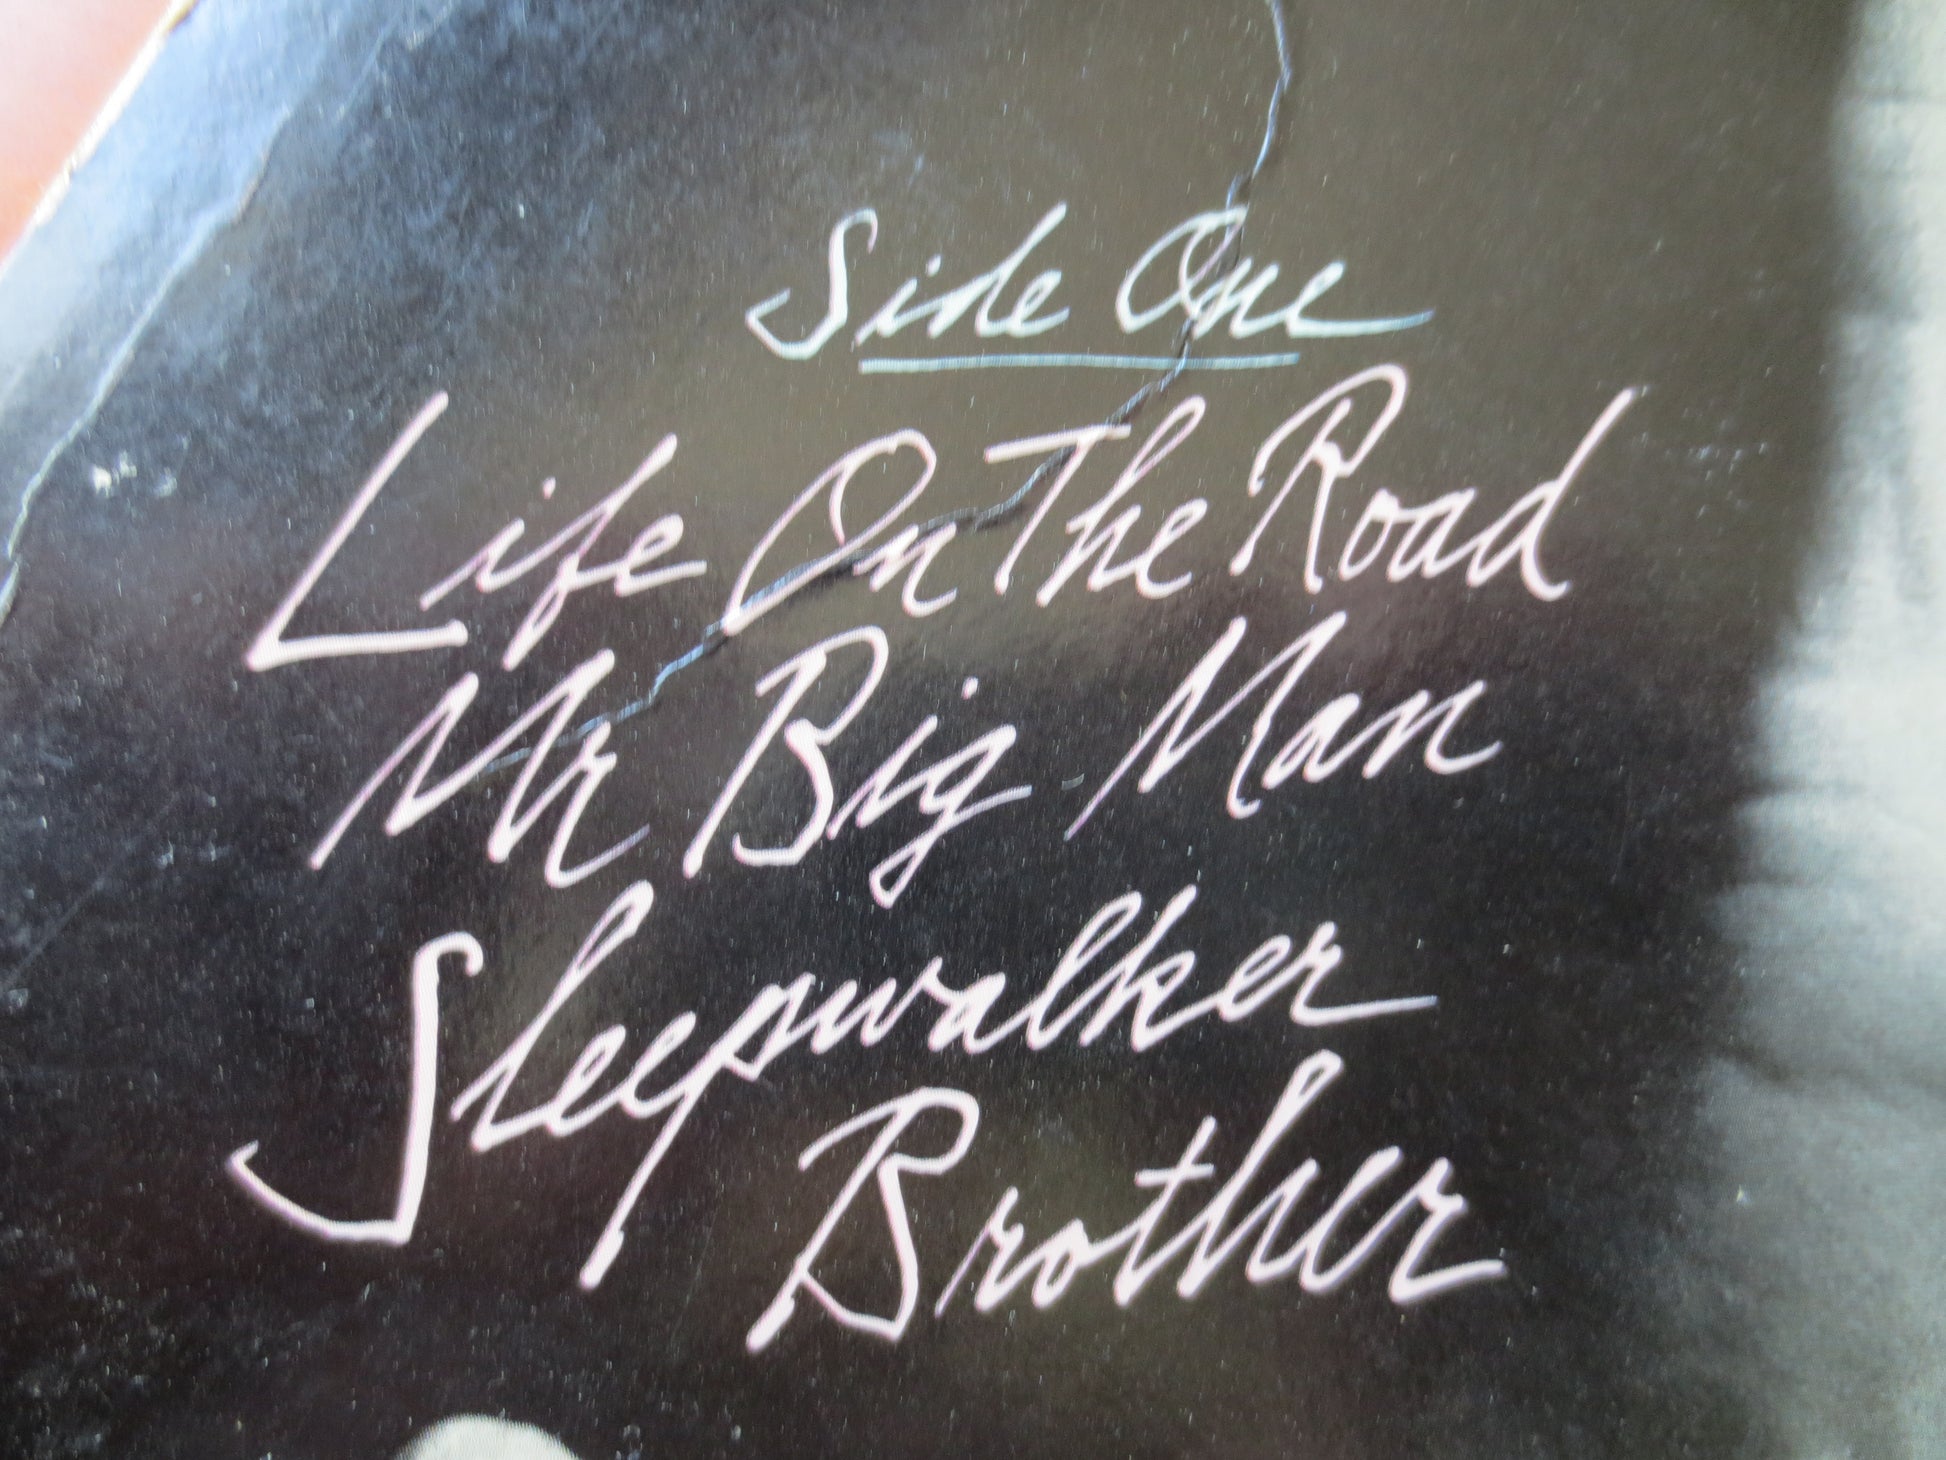 Side One
Life On The Road
Mr Big Man
Sleepwalker
Brother